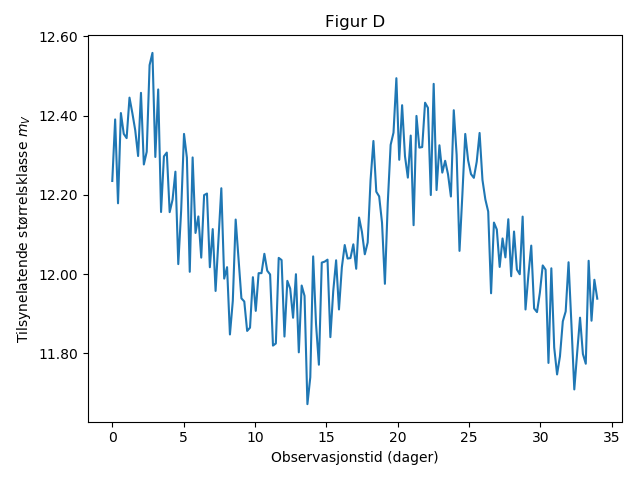 Figur D
12.60
12.40
12.20
12.00
11.80
Tilsynelatende størrelsesklasse m_V
0 5 10 15 20 25 30 35
Observasjonstid (dager)